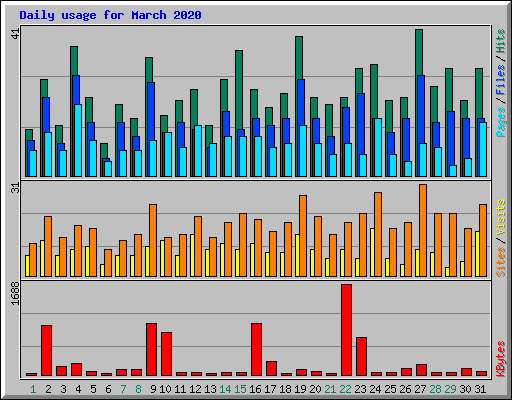 Daily usage for March 2020
41
Pages / Files / Hits
31
Sites / Visits
1688
KBytes
1 2 3 4 5 6 7 8 9 10 11 12 13 14 15 16 17 18 19 20 21 22 23 24 25 26 27 28 29 30 31